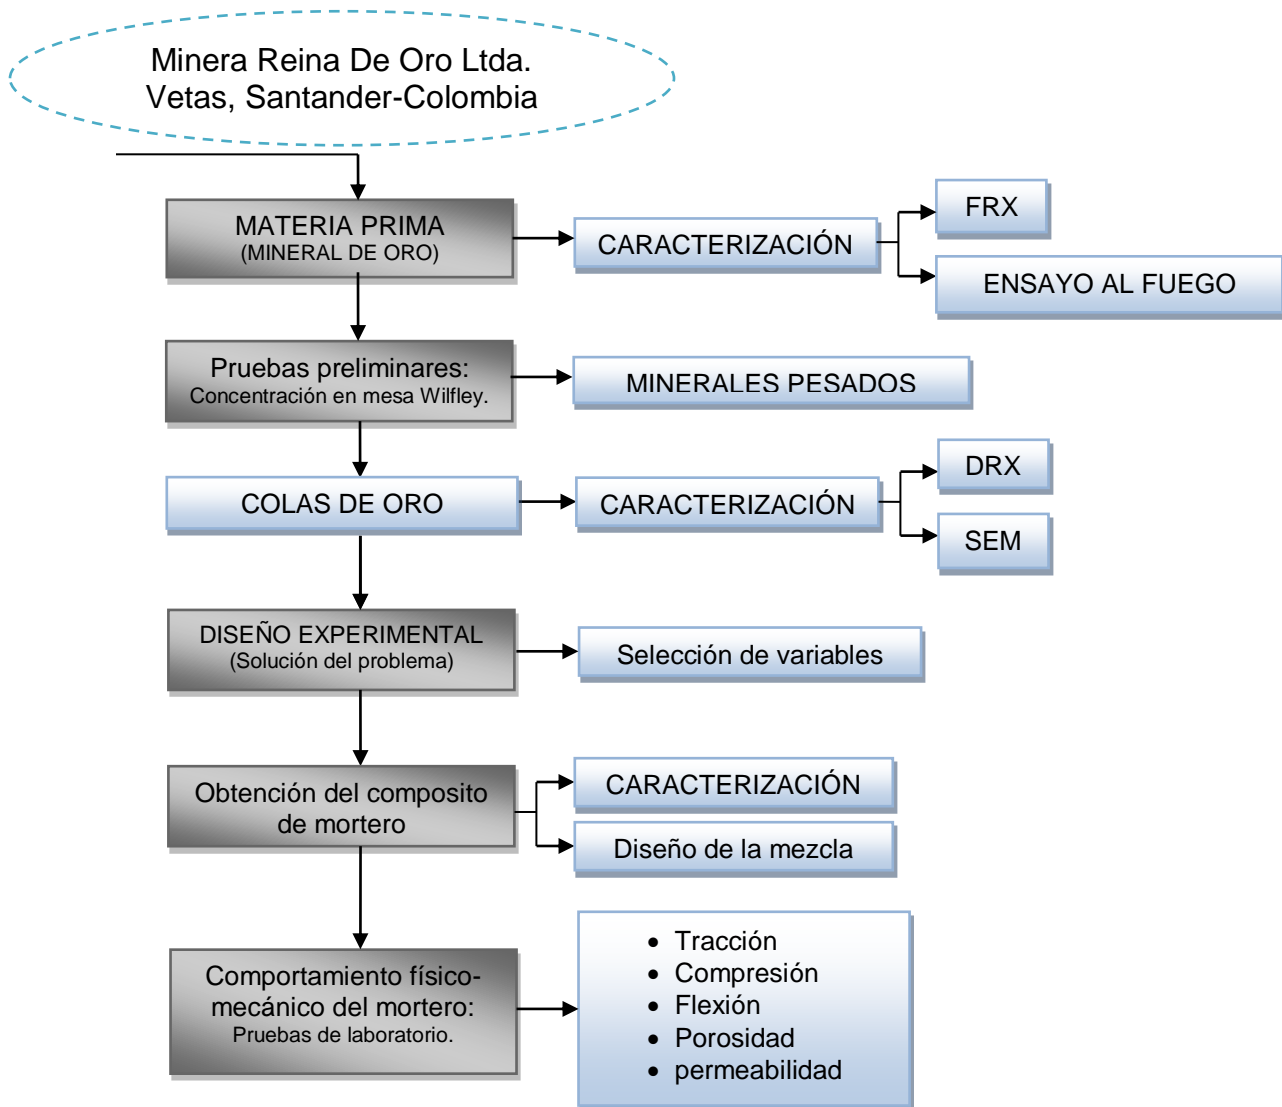 Minera Reina De Oro Ltda.
Vetas, Santander-Colombia
MATERIA PRIMA
(MINERAL DE ORO)
CARACTERIZACIÓN
FRX
ENSAYO AL FUEGO
Pruebas preliminares:
Concentración en mesa Wilfley.
MINERALES PESADOS
COLAS DE ORO
CARACTERIZACIÓN
DRX
SEM
DISEÑO EXPERIMENTAL
(Solución del problema)
Selección de variables
Obtención del composito
de mortero
CARACTERIZACIÓN
Diseño de la mezcla
Comportamiento físico-
mecánico del mortero:
Pruebas de laboratorio.
• Tracción
• Compresión
• Flexión
• Porosidad
• permeabilidad